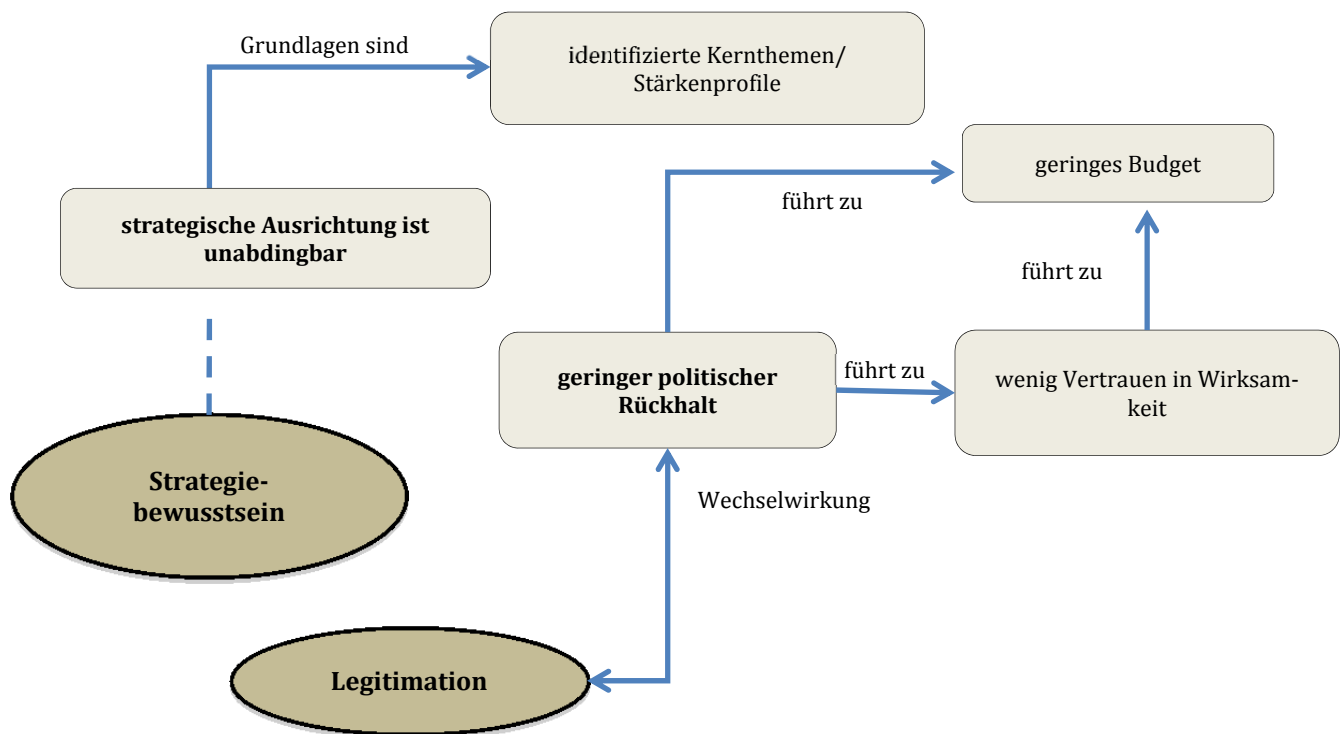 Grundlagen sind
identifizierte Kernthemen/
Stärkenprofile
geringes Budget
führt zu
strategische Ausrichtung ist
unabdingbar
führt zu
geringer politischer
Rückhalt
führt zu
wenig Vertrauen in Wirksam-
keit
Strategie-
bewusstsein
Wechselwirkung
Legitimation